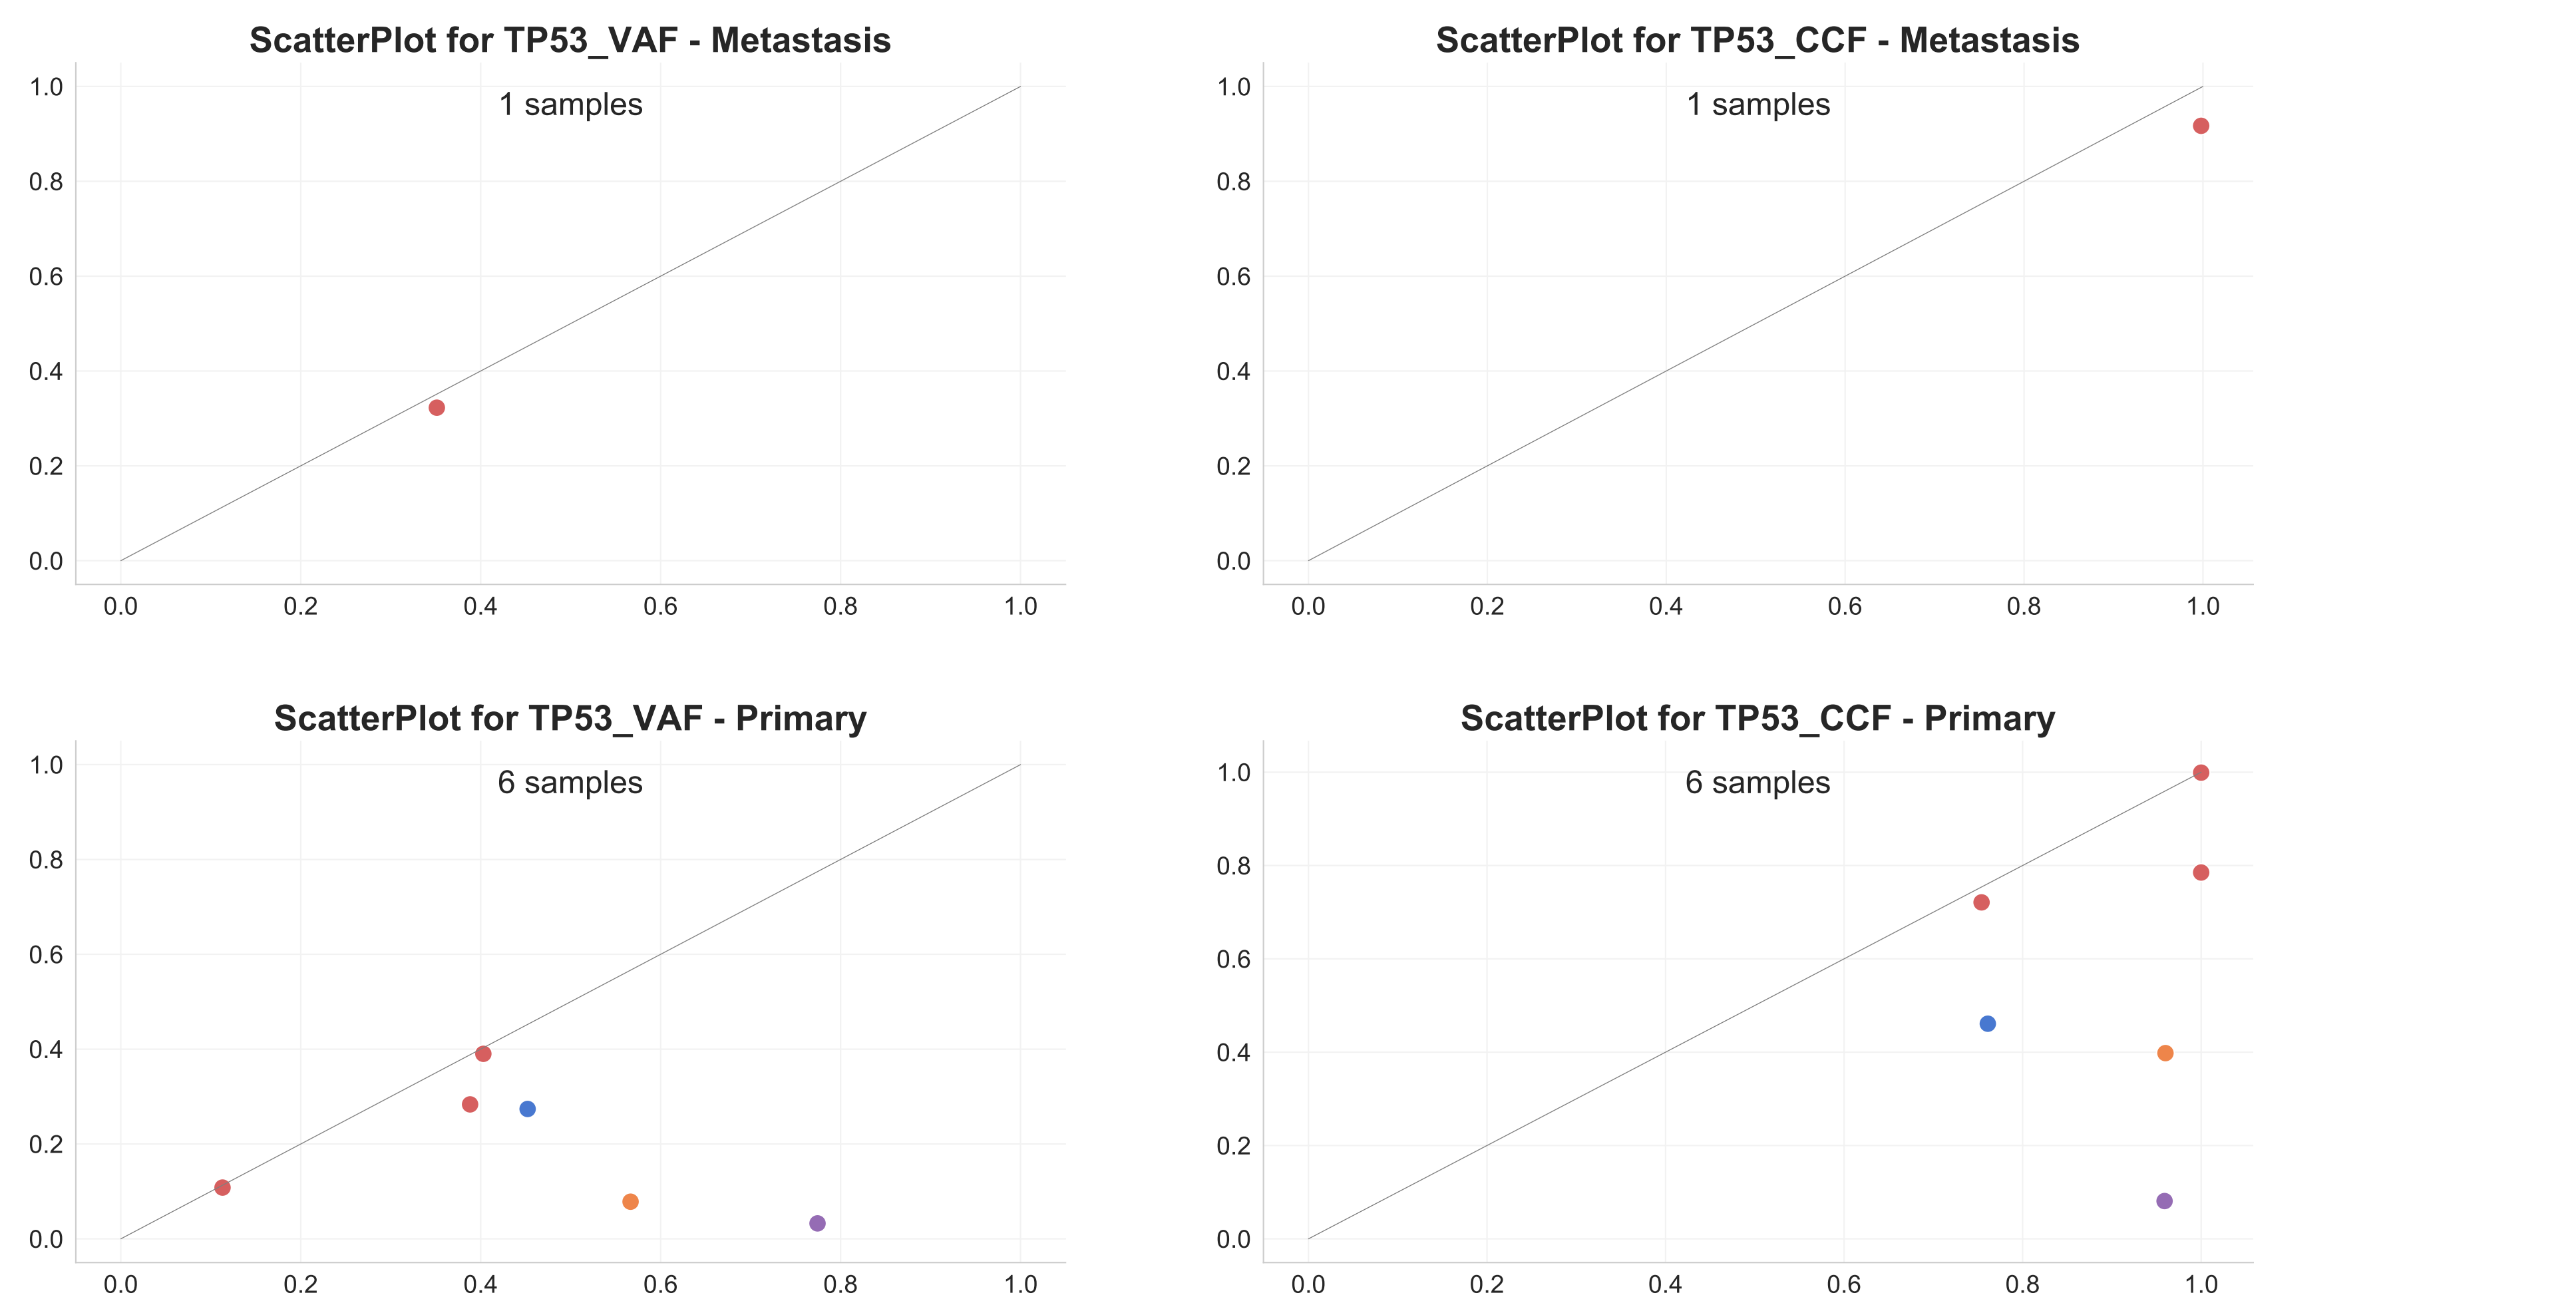 ScatterPlot for TP53_VAF - Metastasis
1 samples
1.0
0.8
0.6
0.4
0.2
0.0
0.0 0.2 0.4 0.6 0.8 1.0
ScatterPlot for TP53_CCF - Metastasis
1 samples
1.0
0.8
0.6
0.4
0.2
0.0
0.0 0.2 0.4 0.6 0.8 1.0
ScatterPlot for TP53_VAF - Primary
6 samples
1.0
0.8
0.6
0.4
0.2
0.0
0.0 0.2 0.4 0.6 0.8 1.0
ScatterPlot for TP53_CCF - Primary
6 samples
1.0
0.8
0.6
0.4
0.2
0.0
0.0 0.2 0.4 0.6 0.8 1.0